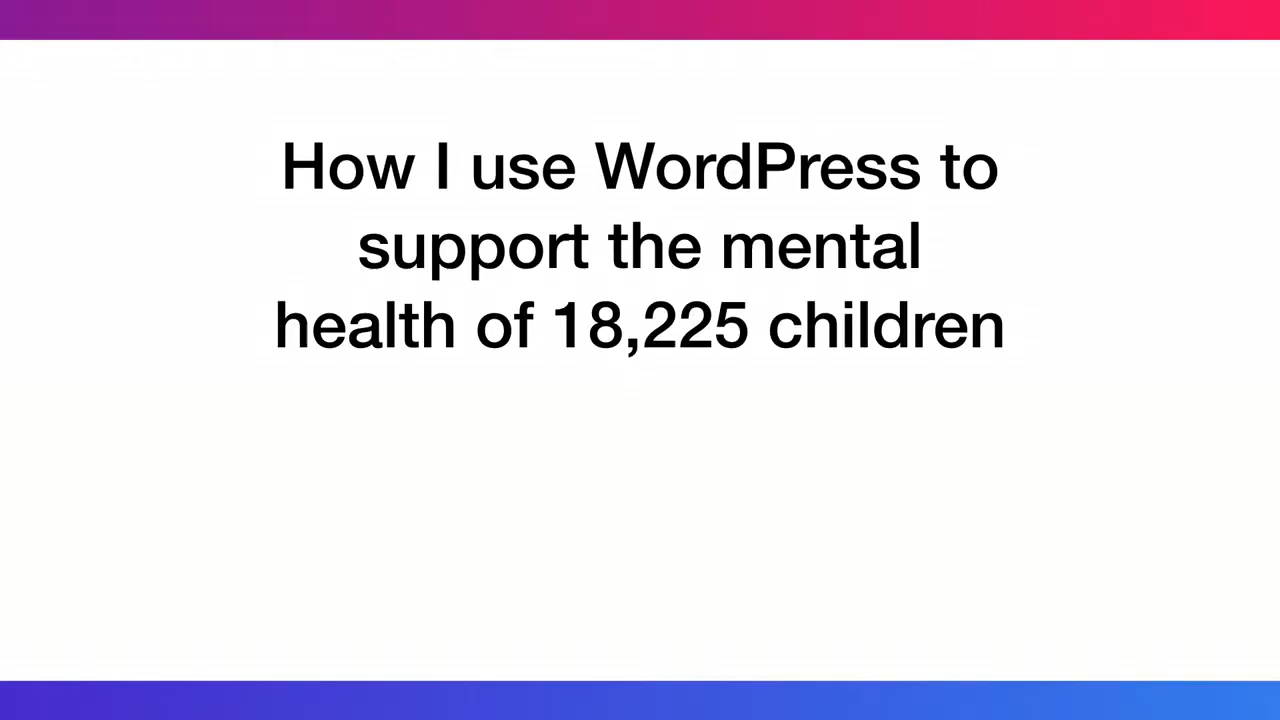 How I use WordPress to
support the mental
health of 18,225 children